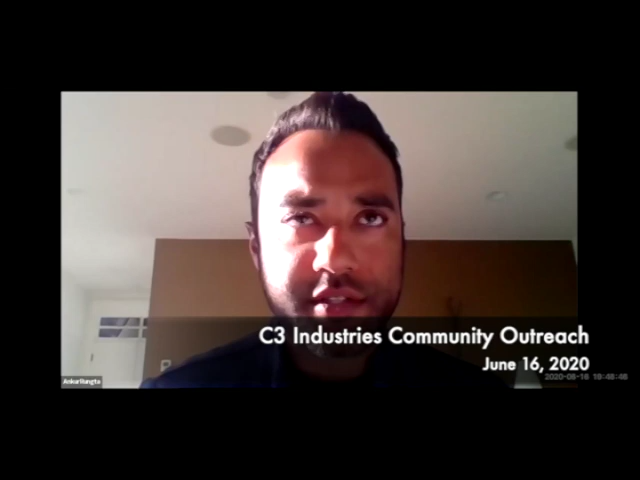 C3 Industries Community Outreach
June 16, 2020
AnkurRungta
2020-06-16 19:48:46